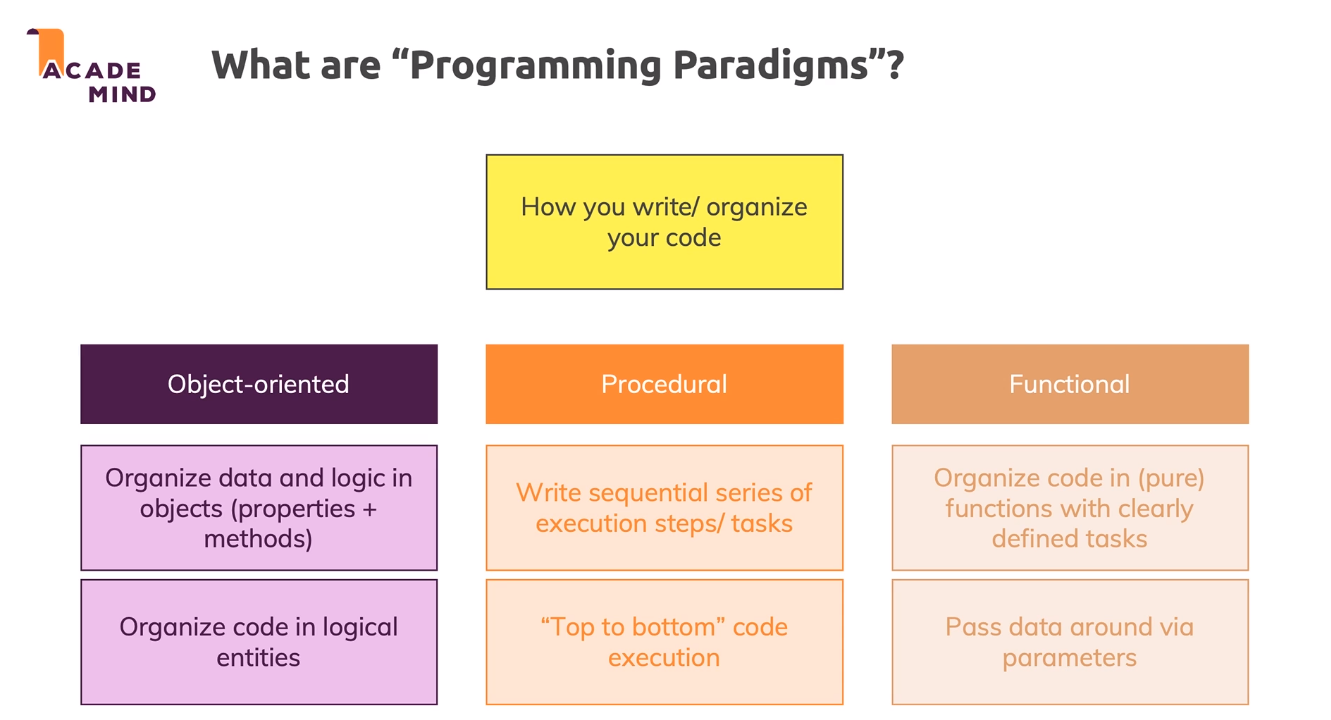 ACADE
MIND
What are “Programming Paradigms”?
How you write/ organize
your code
Object-oriented
Organize data and logic in
objects (properties +
methods)
Organize code in logical
entities
Procedural
Write sequential series of
execution steps/ tasks
“Top to bottom” code
execution
Functional
Organize code in (pure)
functions with clearly
defined tasks
Pass data around via
parameters